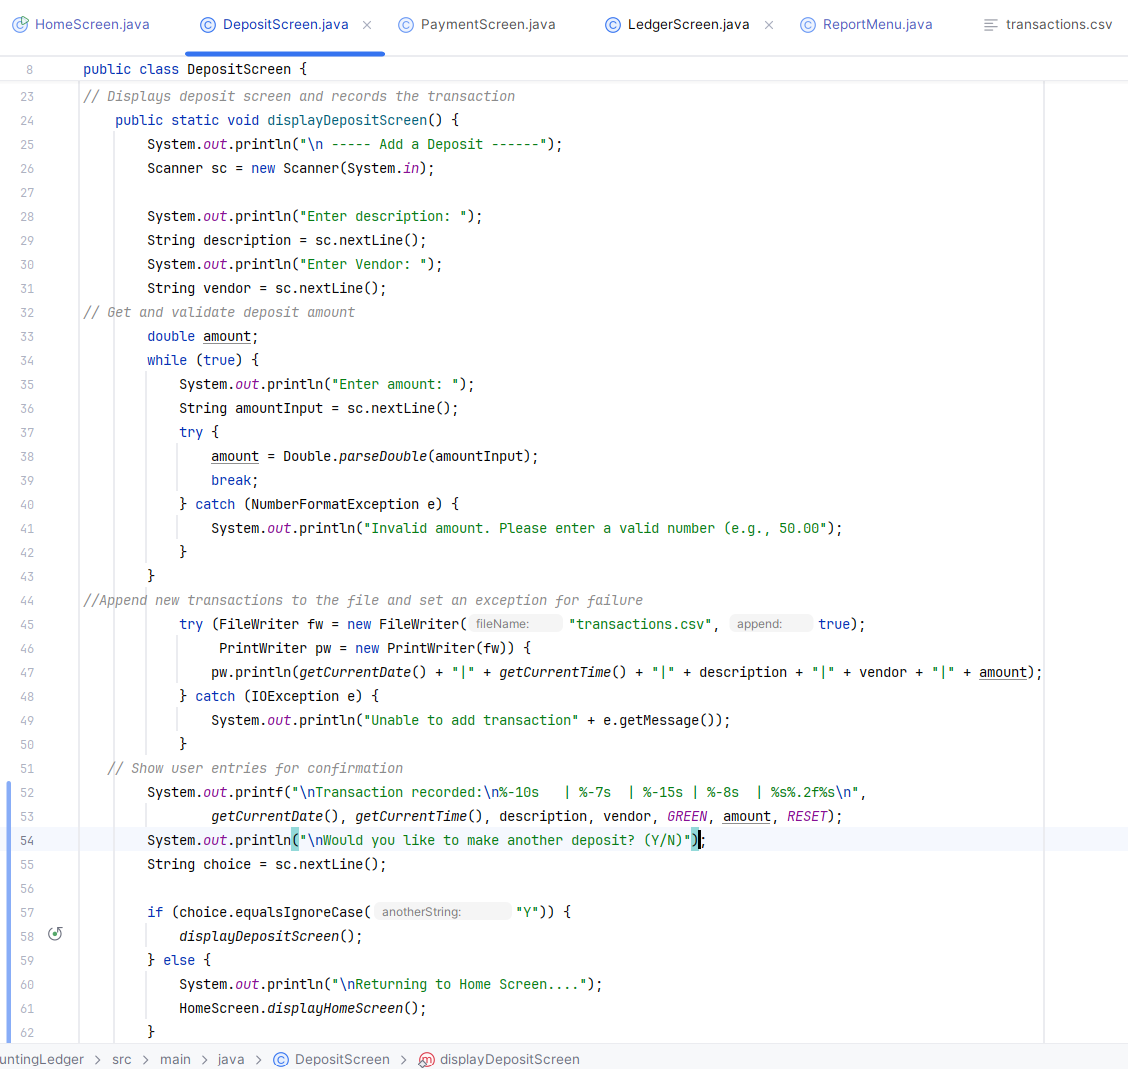 HomeScreen.java DepositScreen.java × PaymentScreen.java LedgerScreen.java × ReportMenu.java transactions.csv
8 public class DepositScreen {
23 // Displays deposit screen and records the transaction
24 public static void displayDepositScreen() {
25 System.out.println("\n ----- Add a Deposit ------");
26 Scanner sc = new Scanner(System.in);
27
28 System.out.println("Enter description: ");
29 String description = sc.nextLine();
30 System.out.println("Enter Vendor: ");
31 String vendor = sc.nextLine();
32 // Get and validate deposit amount
33 double amount;
34 while (true) {
35 System.out.println("Enter amount: ");
36 String amountInput = sc.nextLine();
37 try {
38 amount = Double.parseDouble(amountInput);
39 break;
40 } catch (NumberFormatException e) {
41 System.out.println("Invalid amount. Please enter a valid number (e.g., 50.00");
42 }
43 }
44 //Append new transactions to the file and set an exception for failure
45 try (FileWriter fw = new FileWriter( fileName: "transactions.csv", append: true);
46 PrintWriter pw = new PrintWriter(fw)) {
47 pw.println(getCurrentDate() + "|" + getCurrentTime() + "|" + description + "|" + vendor + "|" + amount);
48 } catch (IOException e) {
49 System.out.println("Unable to add transaction" + e.getMessage());
50 }
51 // Show user entries for confirmation
52 System.out.printf("\nTransaction recorded:\n%-10s   | %-7s  | %-15s | %-8s  | %s%.2f%s\n",
53 getCurrentDate(), getCurrentTime(), description, vendor, GREEN, amount, RESET);
54 System.out.println("\nWould you like to make another deposit? (Y/N)");
55 String choice = sc.nextLine();
56
57 if (choice.equalsIgnoreCase( anotherString: "Y")) {
58 displayDepositScreen();
59 } else {
60 System.out.println("\nReturning to Home Screen....");
61 HomeScreen.displayHomeScreen();
62 }
untingLedger > src > main > java > DepositScreen > displayDepositScreen